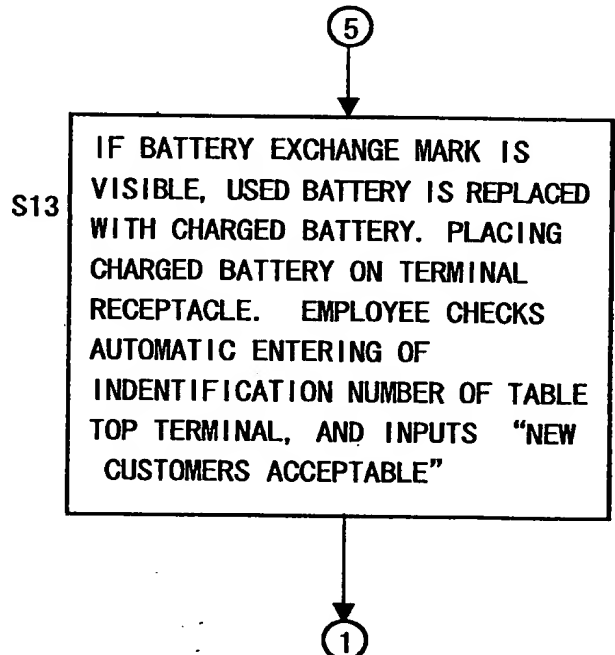 5
IF BATTERY EXCHANGE MARK IS
S13 VISIBLE, USED BATTERY IS REPLACED
WITH CHARGED BATTERY. PLACING
CHARGED BATTERY ON TERMINAL
RECEPTACLE. EMPLOYEE CHECKS
AUTOMATIC ENTERING OF
INDENTIFICATION NUMBER OF TABLE
TOP TERMINAL, AND INPUTS “NEW
CUSTOMERS ACCEPTABLE”
1